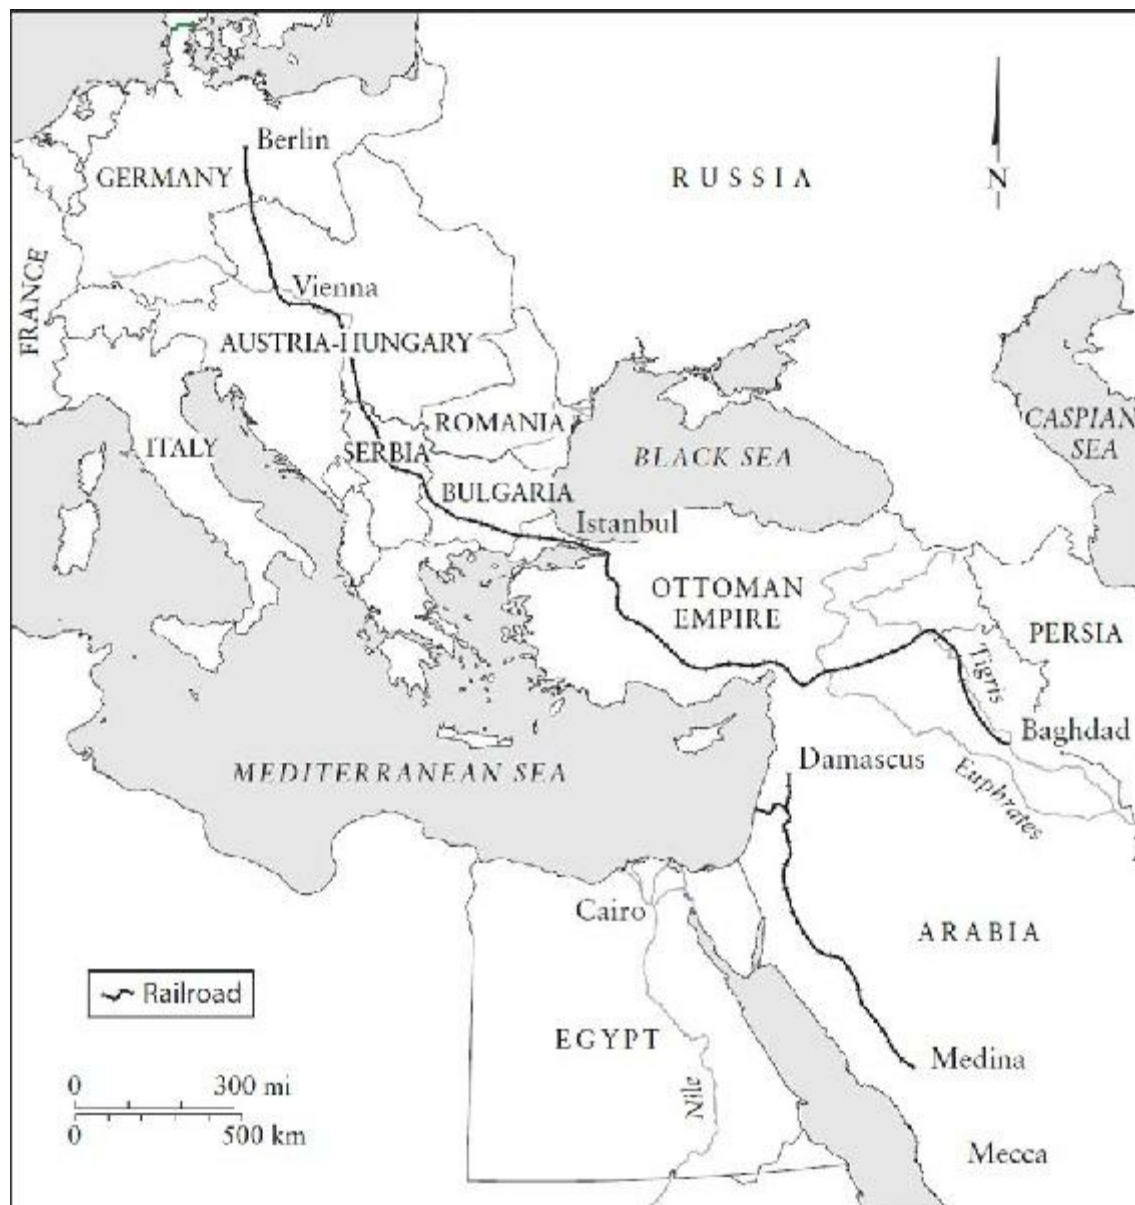 Berlin
GERMANY
RUSSIA
N
FRANCE
Vienna
AUSTRIA-HUNGARY
CASPIAN
SEA
ROMANIA
ITALY
SERBIA
BLACK SEA
BULGARIA
Istanbul
OTTOMAN
EMPIRE
PERSIA
Tigris
Baghdad
MEDITERRANEAN SEA
Damascus
Euphrates
Cairo
ARABIA
Railroad
EGYPT
Medina
0 300 mi
Nile
0 500 km
Mecca